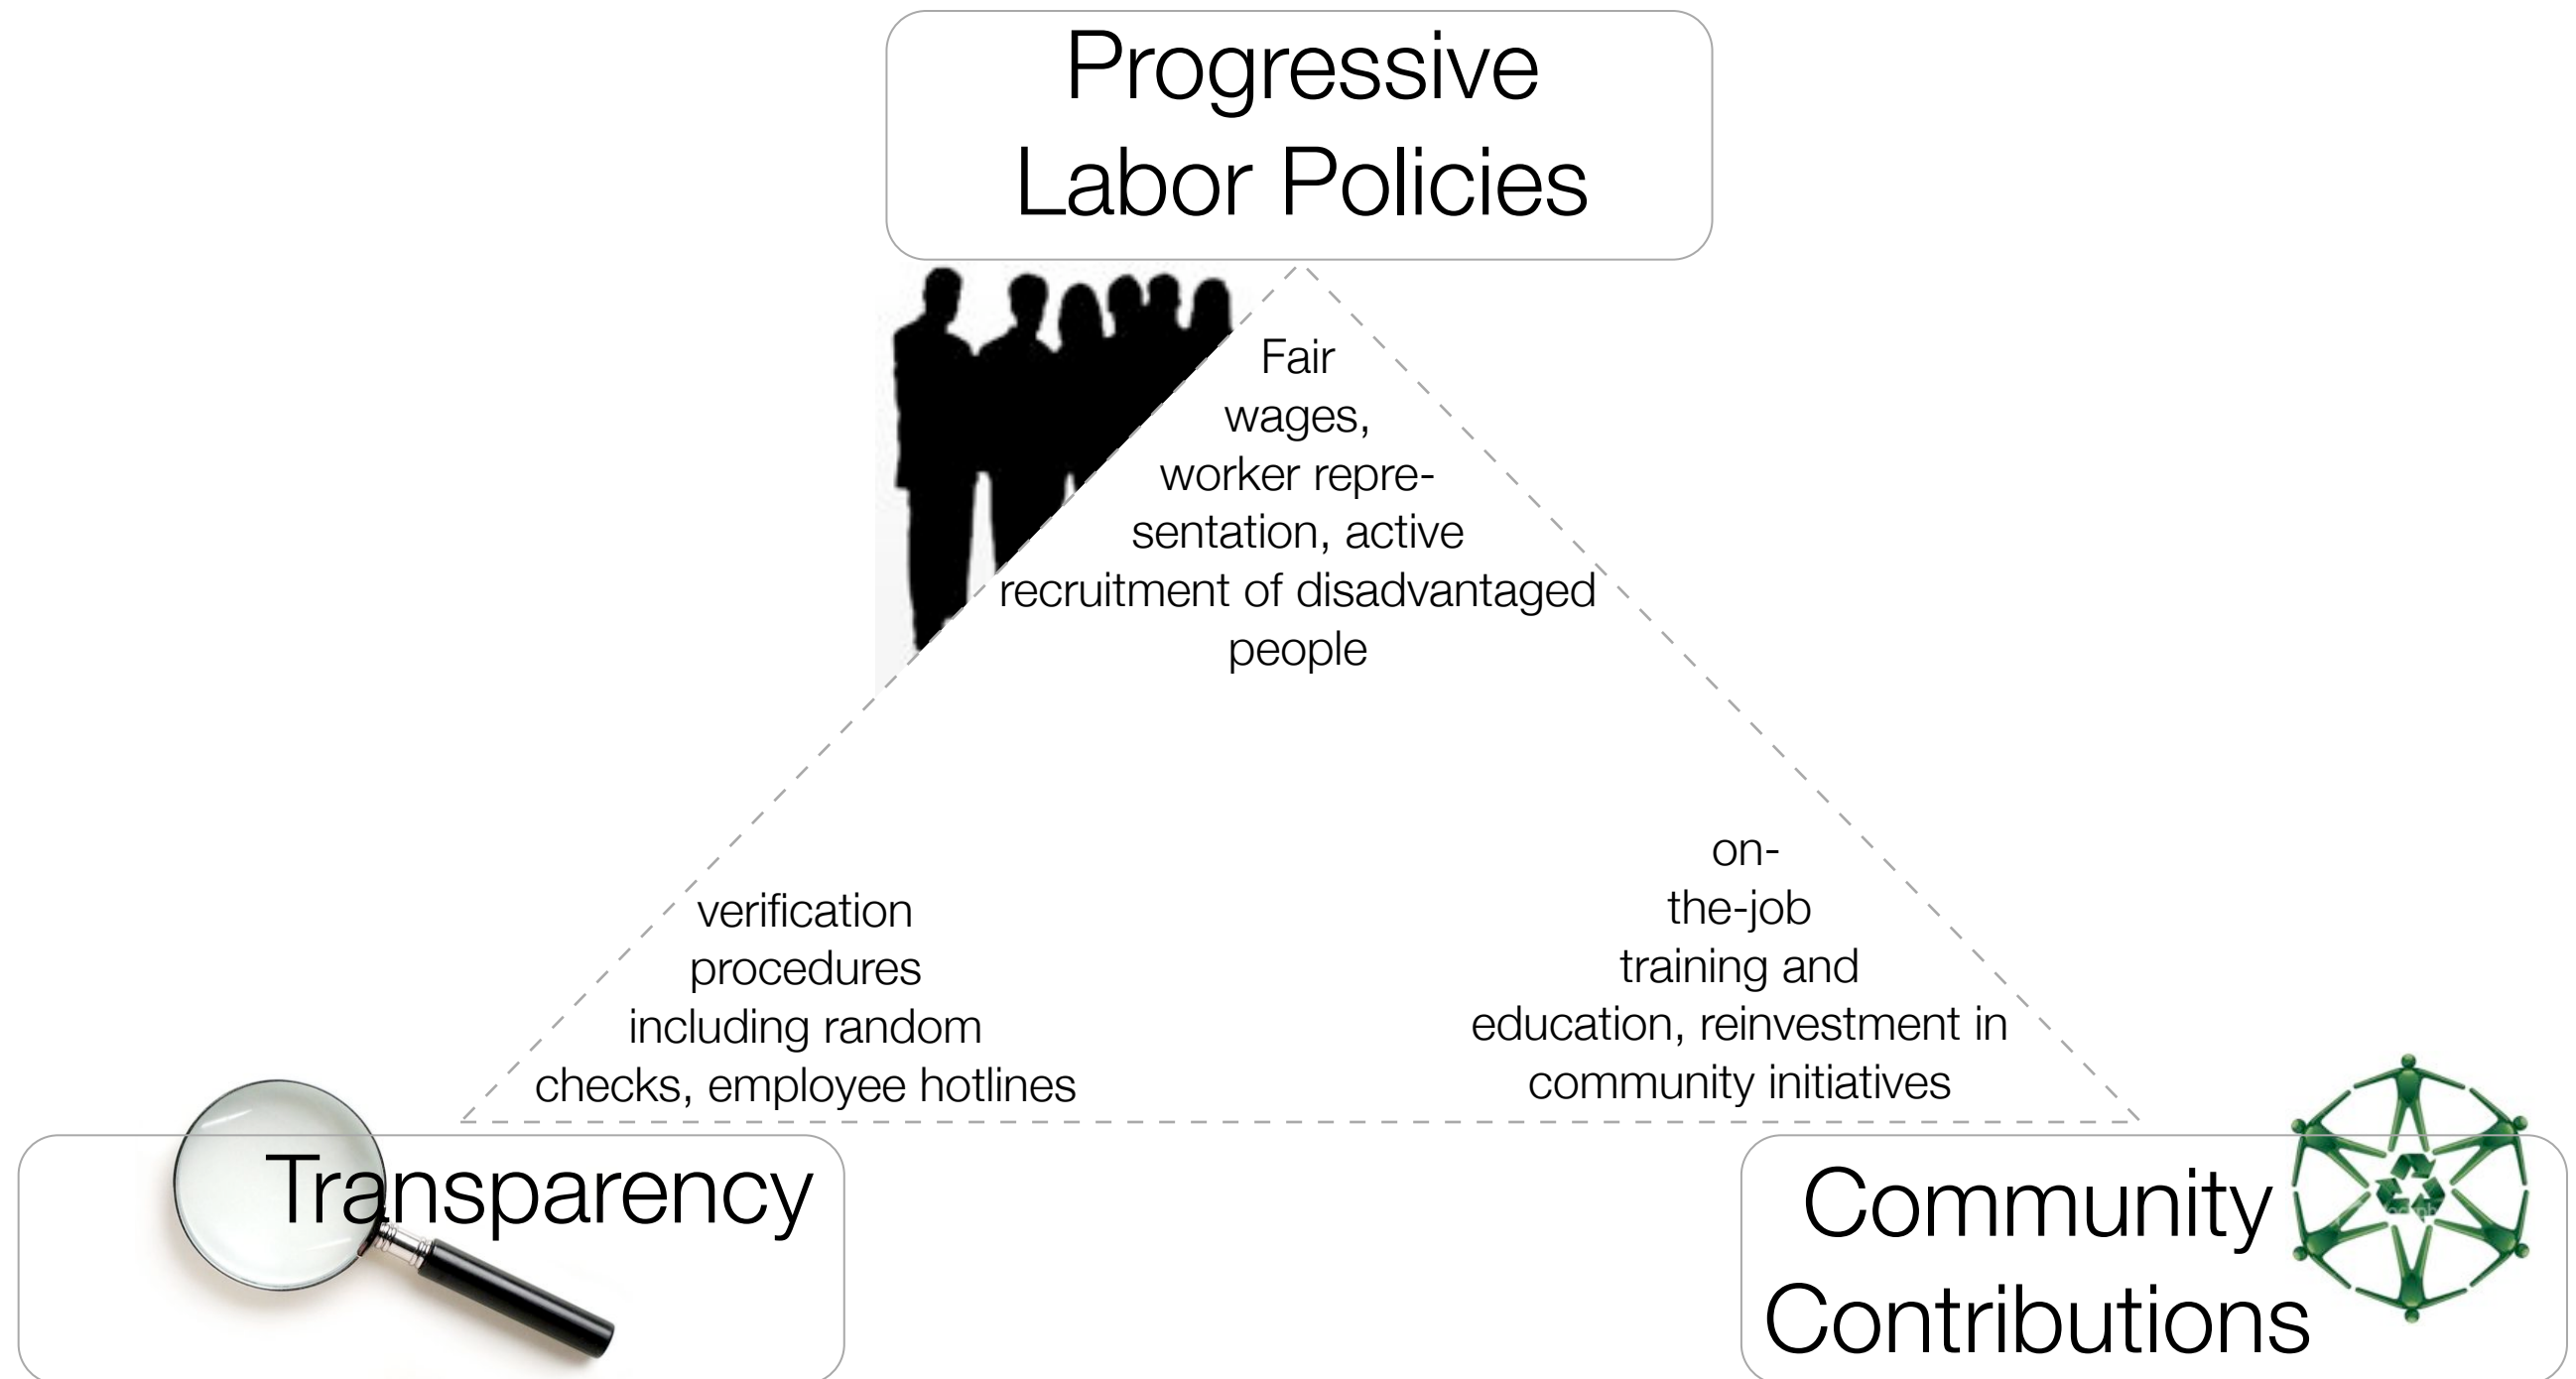 Progressive
Labor Policies
Fair
wages,
worker repre-
sentation, active
recruitment of disadvantaged
people
verification
procedures
including random
checks, employee hotlines
on-
the-job
training and
education, reinvestment in
community initiatives
Transparency
Community
Contributions